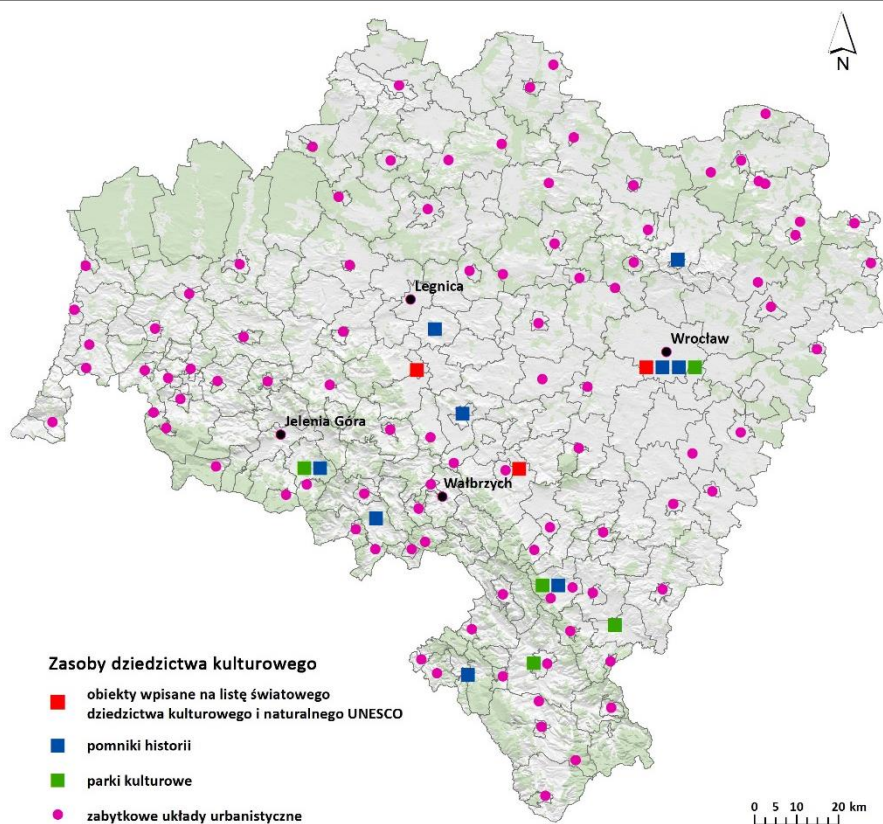 N
Legnica
Wrocław
Jelenia Góra
Wałbrzych
Zasoby dziedzictwa kulturowego
obiekty wpisane na listę światowego
dziedzictwa kulturowego i naturalnego UNESCO
pomniki historii
parki kulturowe
zabytkowe układy urbanistyczne
0 5 10 20 km